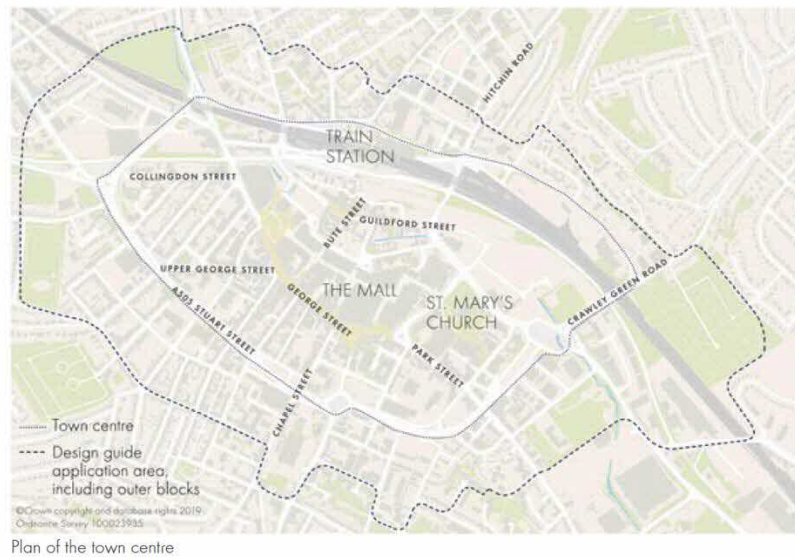 HITCHIN ROAD
TRAIN
STATION
COLLINGDON STREET
BUTE STREET
GUILDFORD STREET
UPPER GEORGE STREET
THE MALL
GEORGE STREET
ST. MARY'S
CHURCH
CRAWLEY GREEN ROAD
A505 STUART STREET
PARK STREET
CHAPEL STREET
Town centre
Design guide
application area,
including outer blocks
©Crown copyright and database rights 2019
Ordnance Survey 100023935
Plan of the town centre